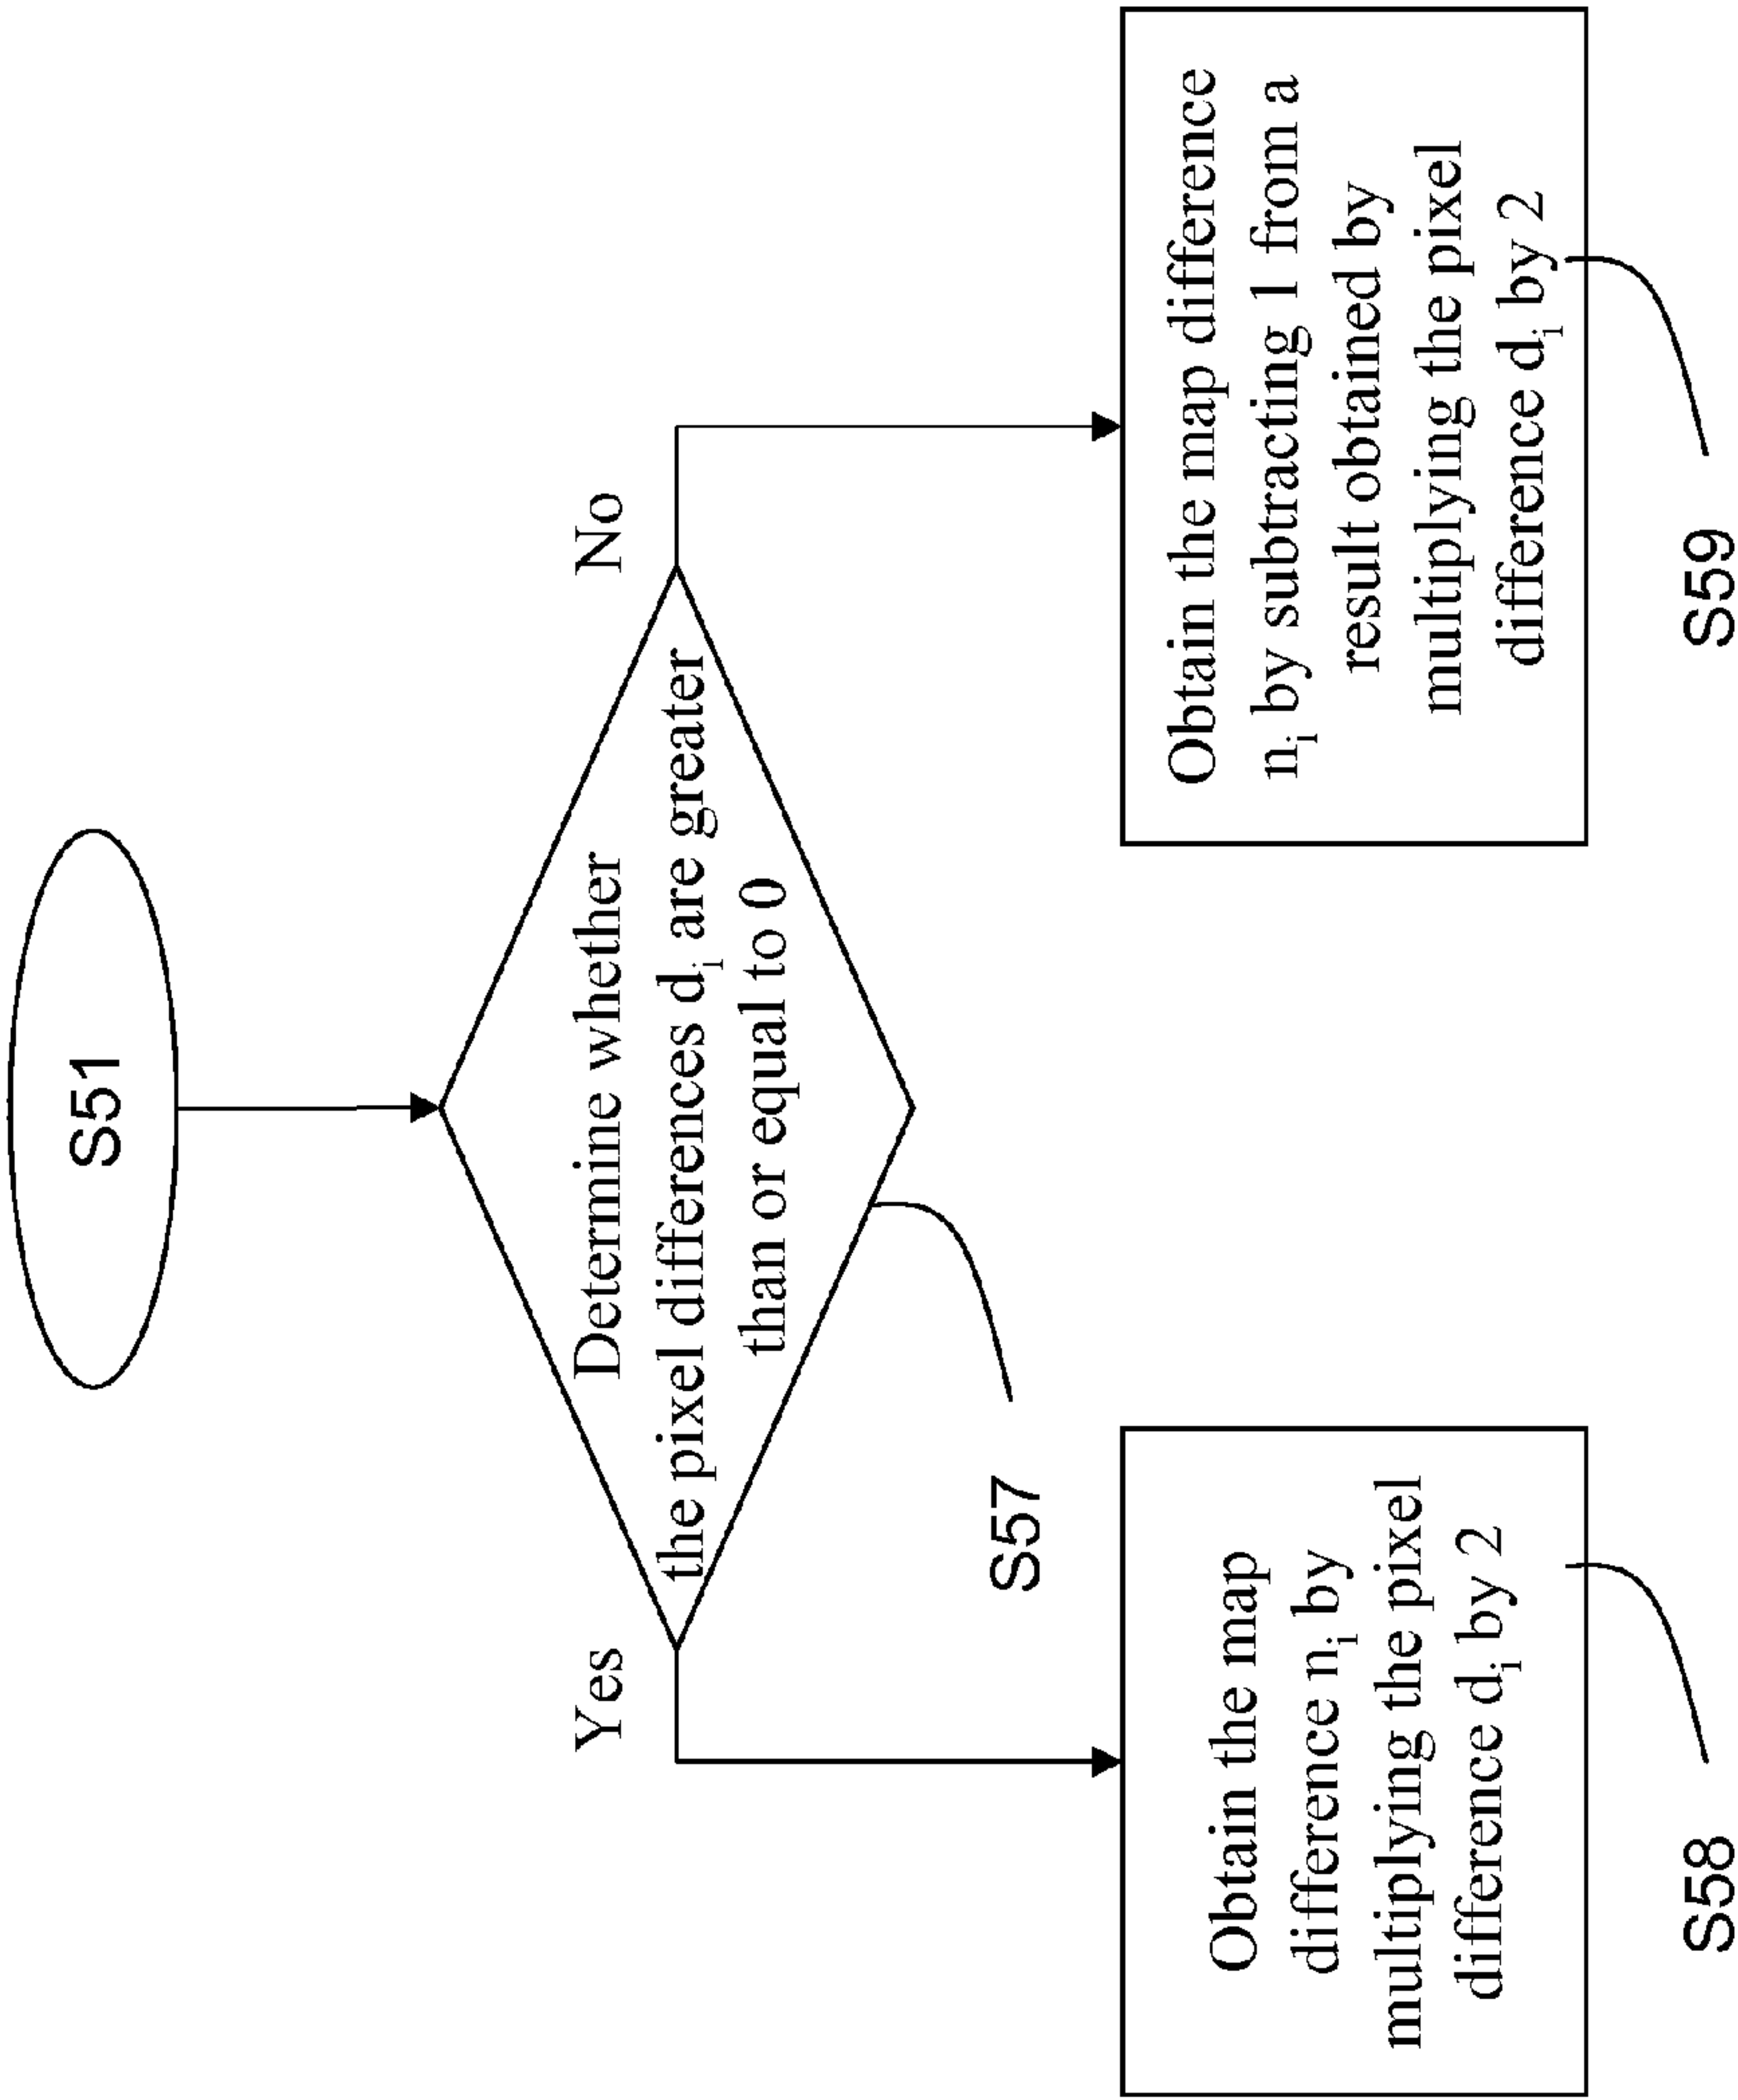 S51
Determine whether
the pixel differences dᵢ are greater
than or equal to 0
Yes
No
S57
Obtain the map
difference nᵢ by
multiplying the pixel
difference dᵢ by 2
S58
Obtain the map difference
nᵢ by subtracting 1 from a
result obtained by
multiplying the pixel
difference dᵢ by 2
S59